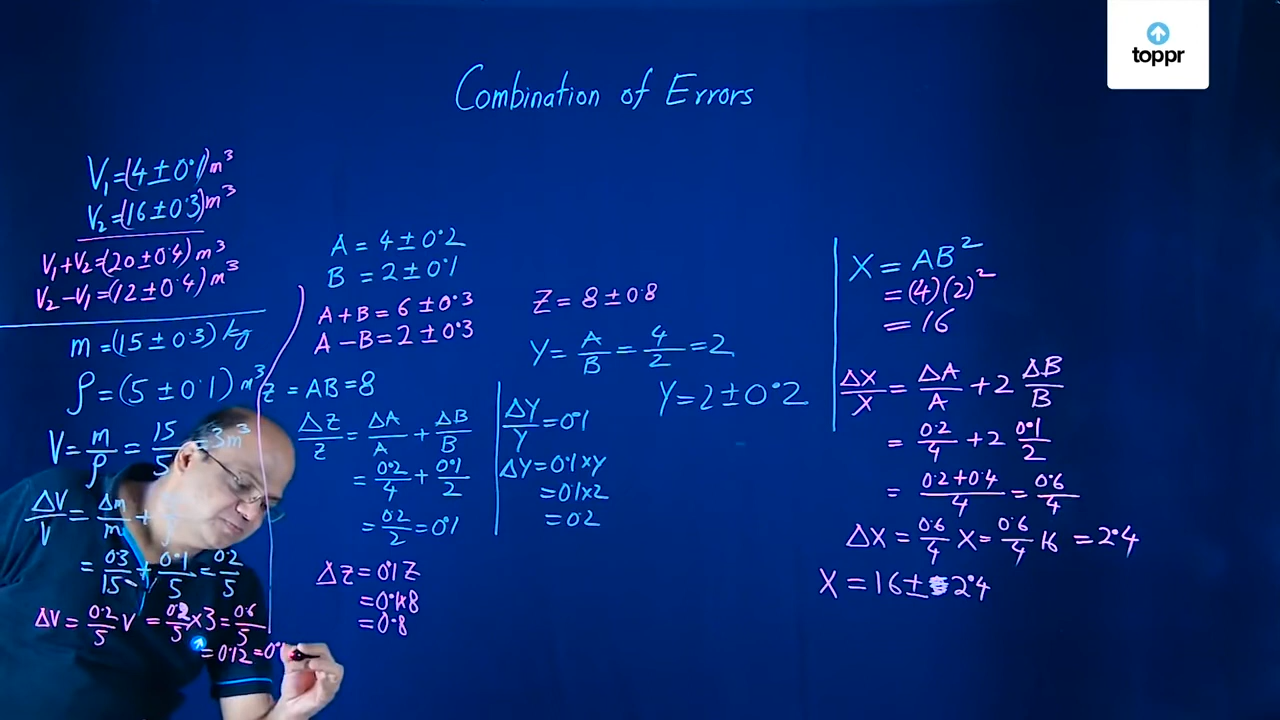 toppr
Combination of Errors
V₁=(4±0.1)m³
V₂=(16±0.3)m³
V₁+V₂=(20±0.4)m³
V₂-V₁=(12±0.4)m³
m=(15±0.3)kg
ρ=(5±0.1)m³
V=m/ρ=15/5=3m³
ΔV/V=Δm/m+
=0.3/15+0.1/5=0.2/5
ΔV=0.2/5 V=0.2/5×3=0.6/5
=0.12=0.1
A=4±0.2
B=2±0.1
A+B=6±0.3
A-B=2±0.3
Z=AB=8
ΔZ/Z=ΔA/A+ΔB/B
=0.2/4+0.1/2
=0.2/2=0.1
ΔZ=0.1Z
=0.1×8
=0.8
Z=8±0.8
Y=A/B=4/2=2
Y=2±0.2
ΔY/Y=0.1
ΔY=0.1×Y
=0.1×2
=0.2
X=AB²
=(4)(2)²
=16
ΔX/X=ΔA/A+2 ΔB/B
=0.2/4+2 0.1/2
=0.2+0.4/4=0.6/4
ΔX=0.6/4 X=0.6/4 16=2.4
X=16±2.4